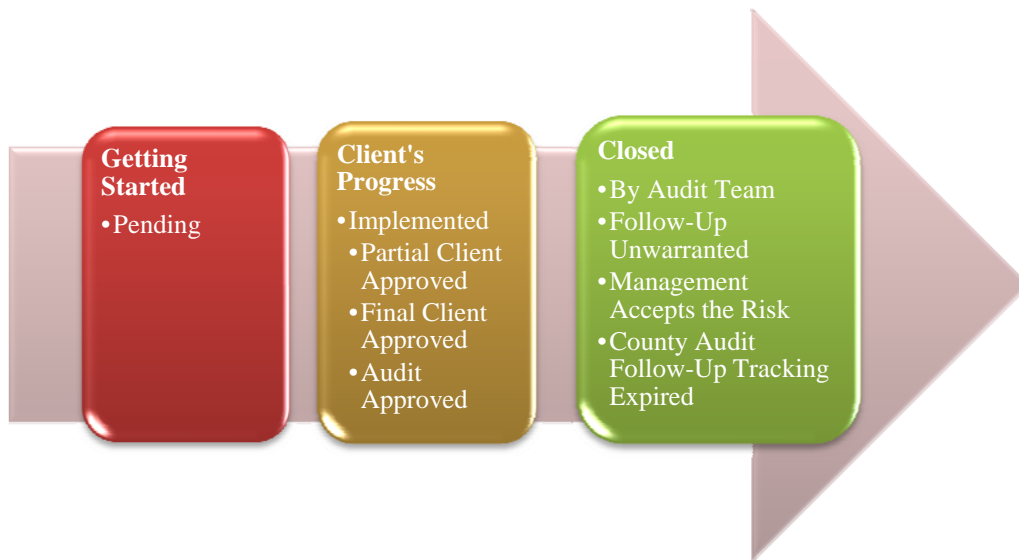 Getting
Started
•Pending
Client's
Progress
•Implemented
•Partial Client
Approved
•Final Client
Approved
•Audit
Approved
Closed
•By Audit Team
•Follow-Up
Unwarranted
•Management
Accepts the Risk
•County Audit
Follow-Up Tracking
Expired